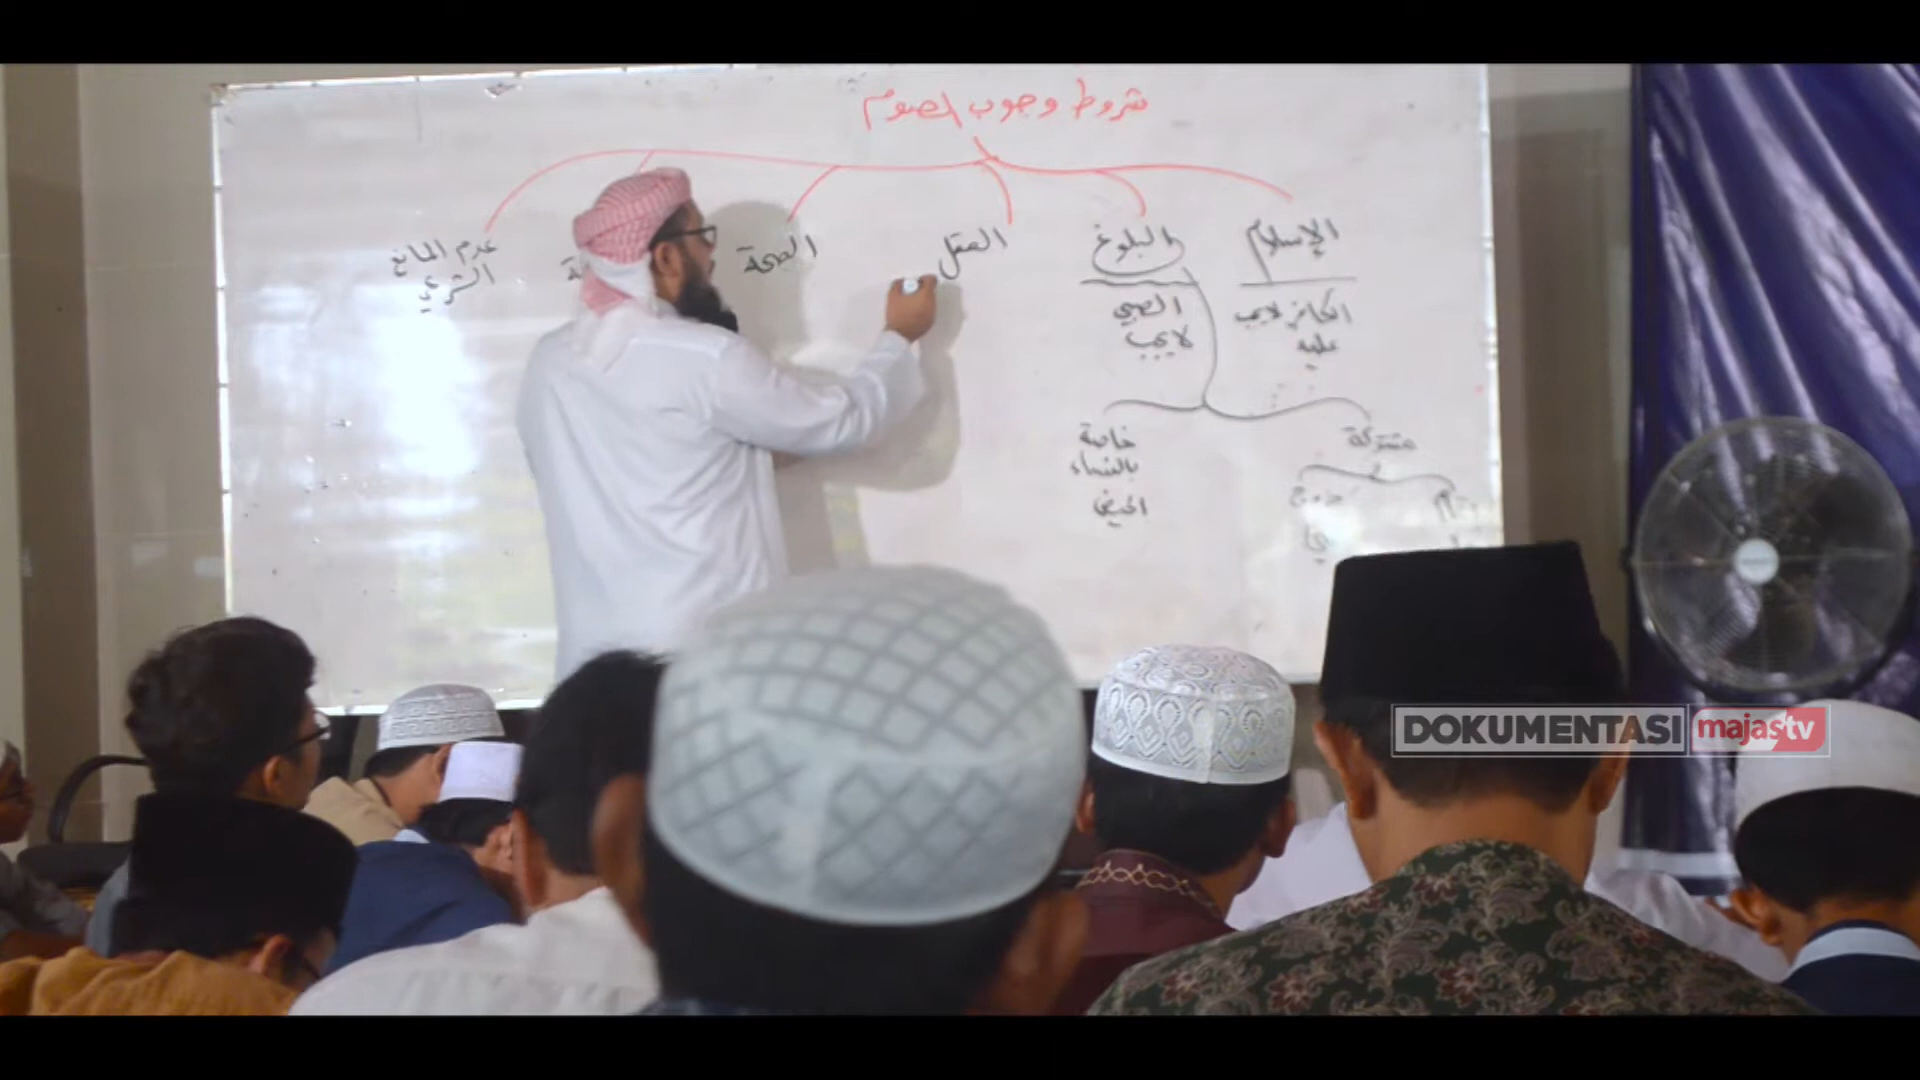 شروط وجوب الصوم
الإسلام
الكافر لا يجب
عليه
البلوغ
الصبي
لا يجب
العقل
الصحة
عدم المانع
الشرعي
مشتركة
خاصة
بالنساء
الحيض
DOKUMENTASI majastv